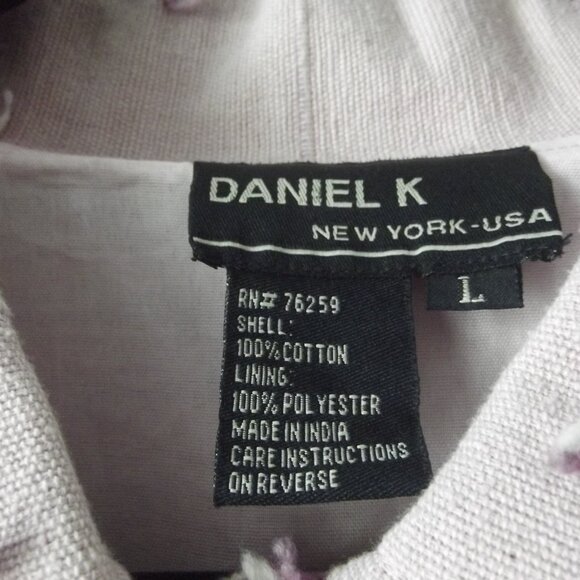 DANIEL K
NEW YORK-USA
L
RN# 76259
SHELL:
100% COTTON
LINING:
100% POLYESTER
MADE IN INDIA
CARE INSTRUCTIONS
ON REVERSE